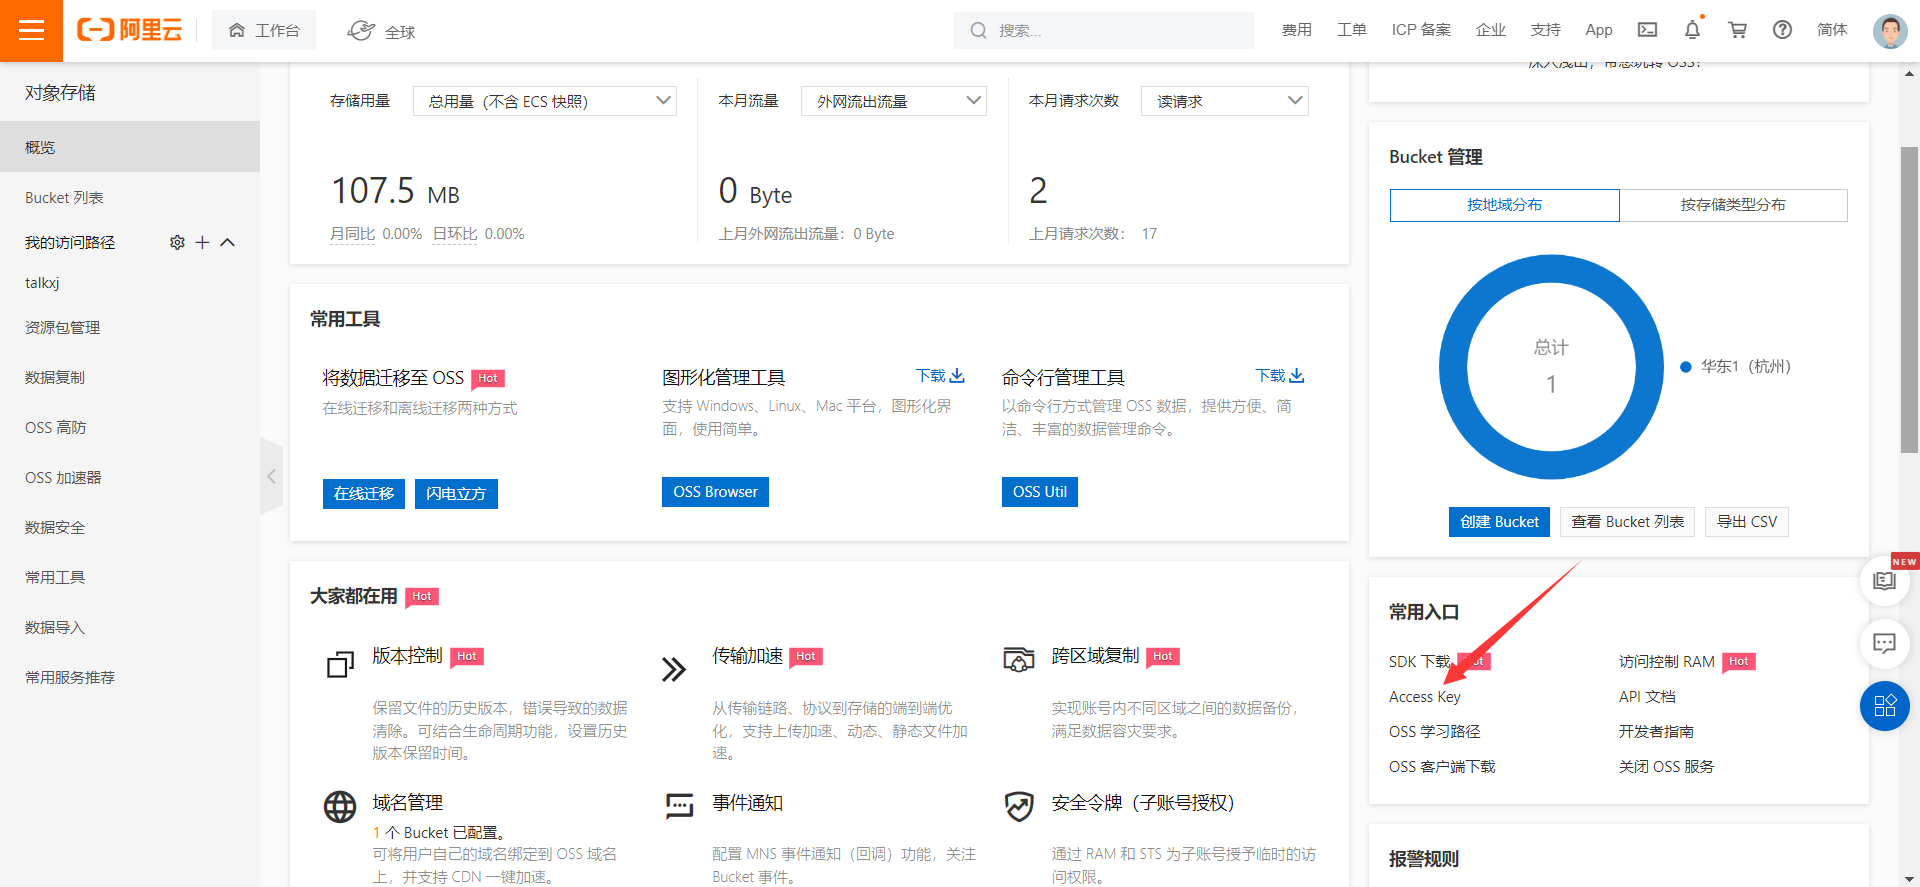 阿里云
工作台
全球
搜索...
费用
工单
ICP 备案
企业
支持
App
简体
对象存储
概览
Bucket 列表
我的访问路径
talkxj
资源包管理
数据复制
OSS 高防
OSS 加速器
数据安全
常用工具
数据导入
常用服务推荐
存储用量
总用量（不含 ECS 快照）
107.5 MB
月同比 0.00% 日环比 0.00%
本月流量
外网流出流量
0 Byte
上月外网流出流量： 0 Byte
本月请求次数
读请求
2
上月请求次数： 17
常用工具
将数据迁移至 OSS Hot
在线迁移和离线迁移两种方式
在线迁移
闪电立方
图形化管理工具
下载
支持 Windows、Linux、Mac 平台，图形化界
面，使用简单。
OSS Browser
命令行管理工具
下载
以命令行方式管理 OSS 数据，提供方便、简
洁、丰富的数据管理命令。
OSS Util
大家都在用 Hot
版本控制 Hot
保留文件的历史版本，错误导致的数据
清除。可结合生命周期功能，设置历史
版本保留时间。
传输加速 Hot
从传输链路、协议到存储的端到端优
化，支持上传加速、动态、静态文件加
速。
跨区域复制 Hot
实现账号内不同区域之间的数据备份，
满足数据容灾要求。
域名管理
1 个 Bucket 已配置。
可将用户自己的域名绑定到 OSS 域名
上，并支持 CDN 一键加速。
事件通知
配置 MNS 事件通知（回调）功能，关注
Bucket 事件。
安全令牌（子账号授权）
通过 RAM 和 STS 为子账号授予临时的访
问权限。
深入浅出，带您玩转 OSS！
Bucket 管理
按地域分布
按存储类型分布
总计
1
华东1（杭州）
创建 Bucket
查看 Bucket 列表
导出 CSV
NEW
常用入口
SDK 下载 Hot
访问控制 RAM Hot
Access Key
API 文档
OSS 学习路径
开发者指南
OSS 客户端下载
关闭 OSS 服务
报警规则